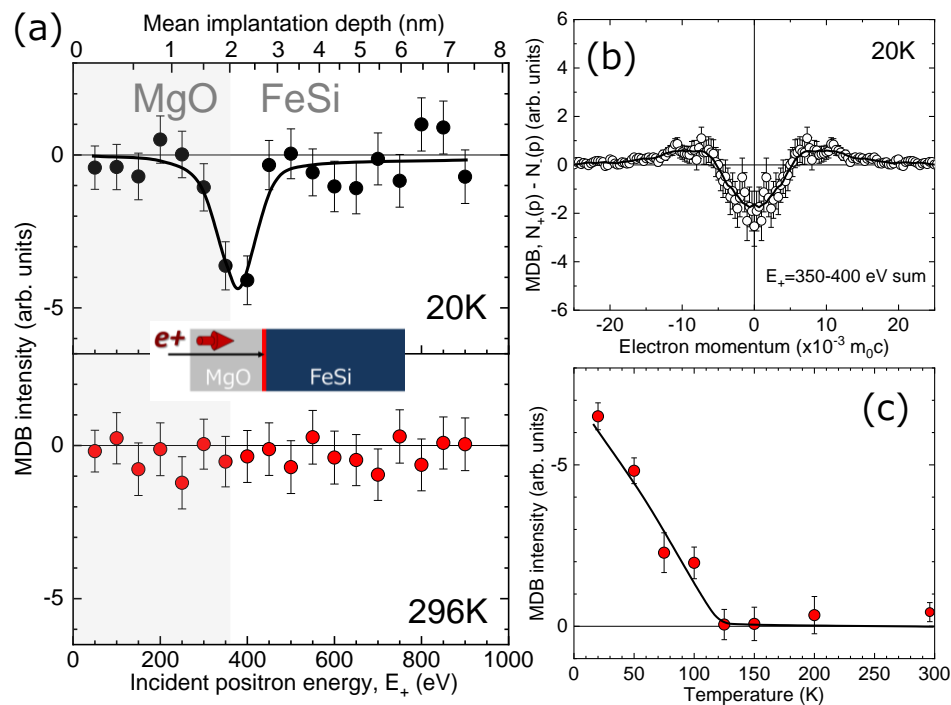 (a)
Mean implantation depth (nm)
0 1 2 3 4 5 6 7 8
MgO FeSi
0
-5
20K
e+
MgO FeSi
0
-5
296K
MDB intensity (arb. units)
0 200 400 600 800 1000
Incident positron energy, E+ (eV)
(b)
20K
6
4
2
0
-2
-4
-6
MDB, N+(p) - N-(p) (arb. units)
E+=350-400 eV sum
-20 -10 0 10 20
Electron momentum (x10-3 m0c)
(c)
-5
0
MDB intensity (arb. units)
0 50 100 150 200 250 300
Temperature (K)